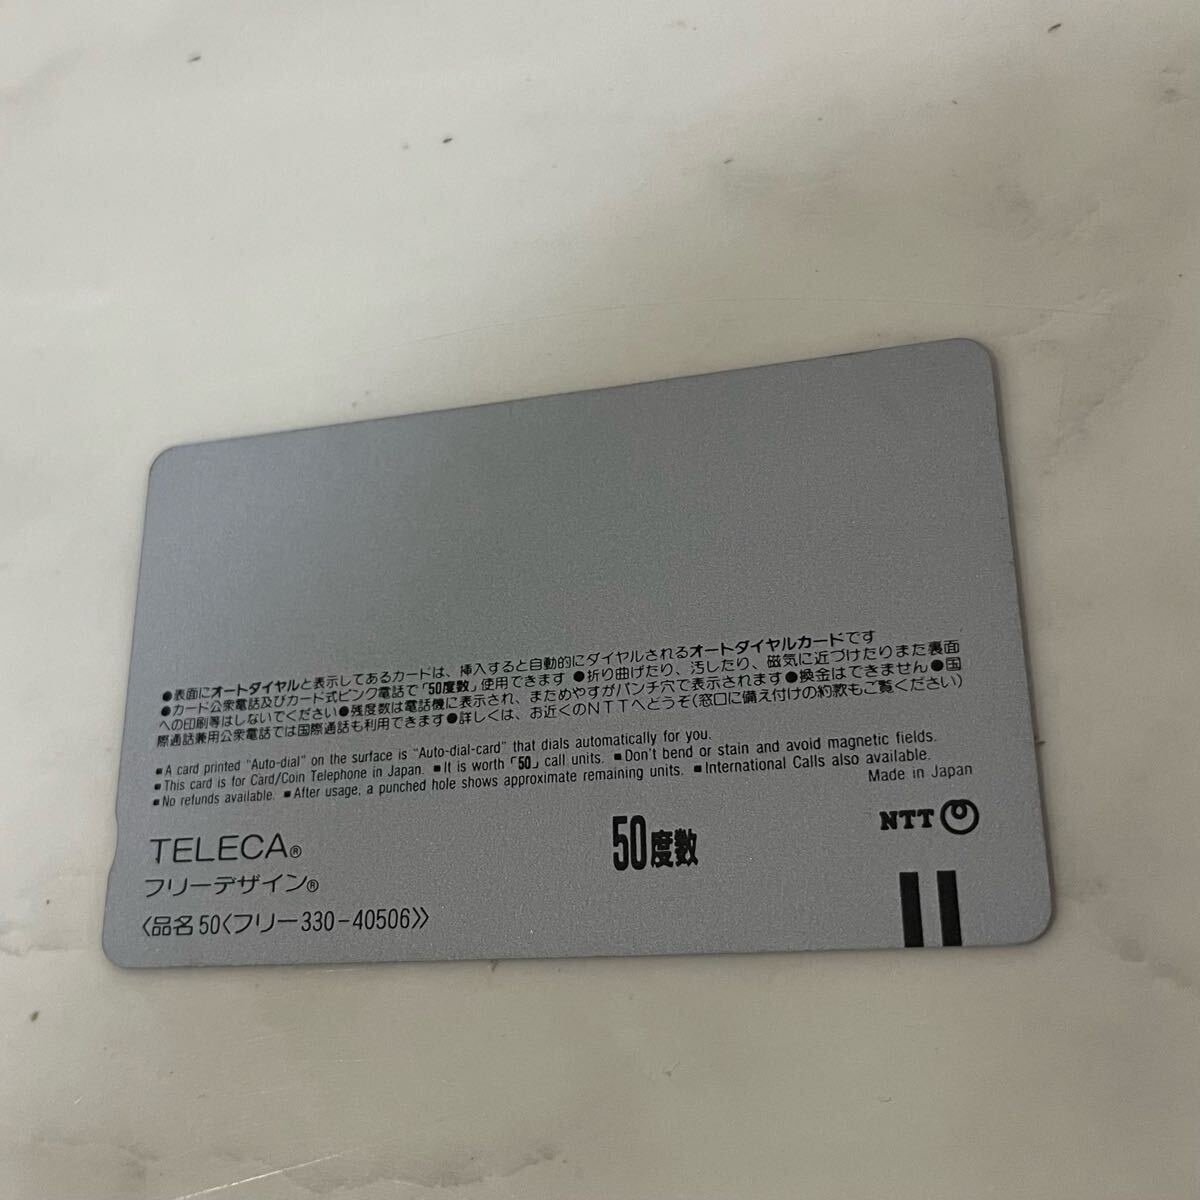 ●表面にオートダイヤルと表示してあるカードは、挿入すると自動的にダイヤルされるオートダイヤルカードです
●カード公衆電話及びカード式ピンク電話で「50度数」使用できます ●折り曲げたり、汚したり、磁気に近づけたりまた裏面
への印刷等はしないでください●残度数は電話機に表示され、まためやすがパンチ穴で表示されます●換金はできません●国
際通話兼用公衆電話では国際通話も利用できます●詳しくは、お近くのNTTへどうぞ(窓口に備え付けの約款もご覧ください)
■A card printed "Auto-dial" on the surface is "Auto-dial-card" that dials automatically for you.
■This card is for Card/Coin Telephone in Japan. ■It is worth「50」call units. ■Don't bend or stain and avoid magnetic fields.
■No refunds available. ■After usage, a punched hole shows approximate remaining units. ■International Calls also available.
Made in Japan
TELECA®
50度数
NTT
フリーデザイン®
〈品名50〈フリー330-40506〉〉